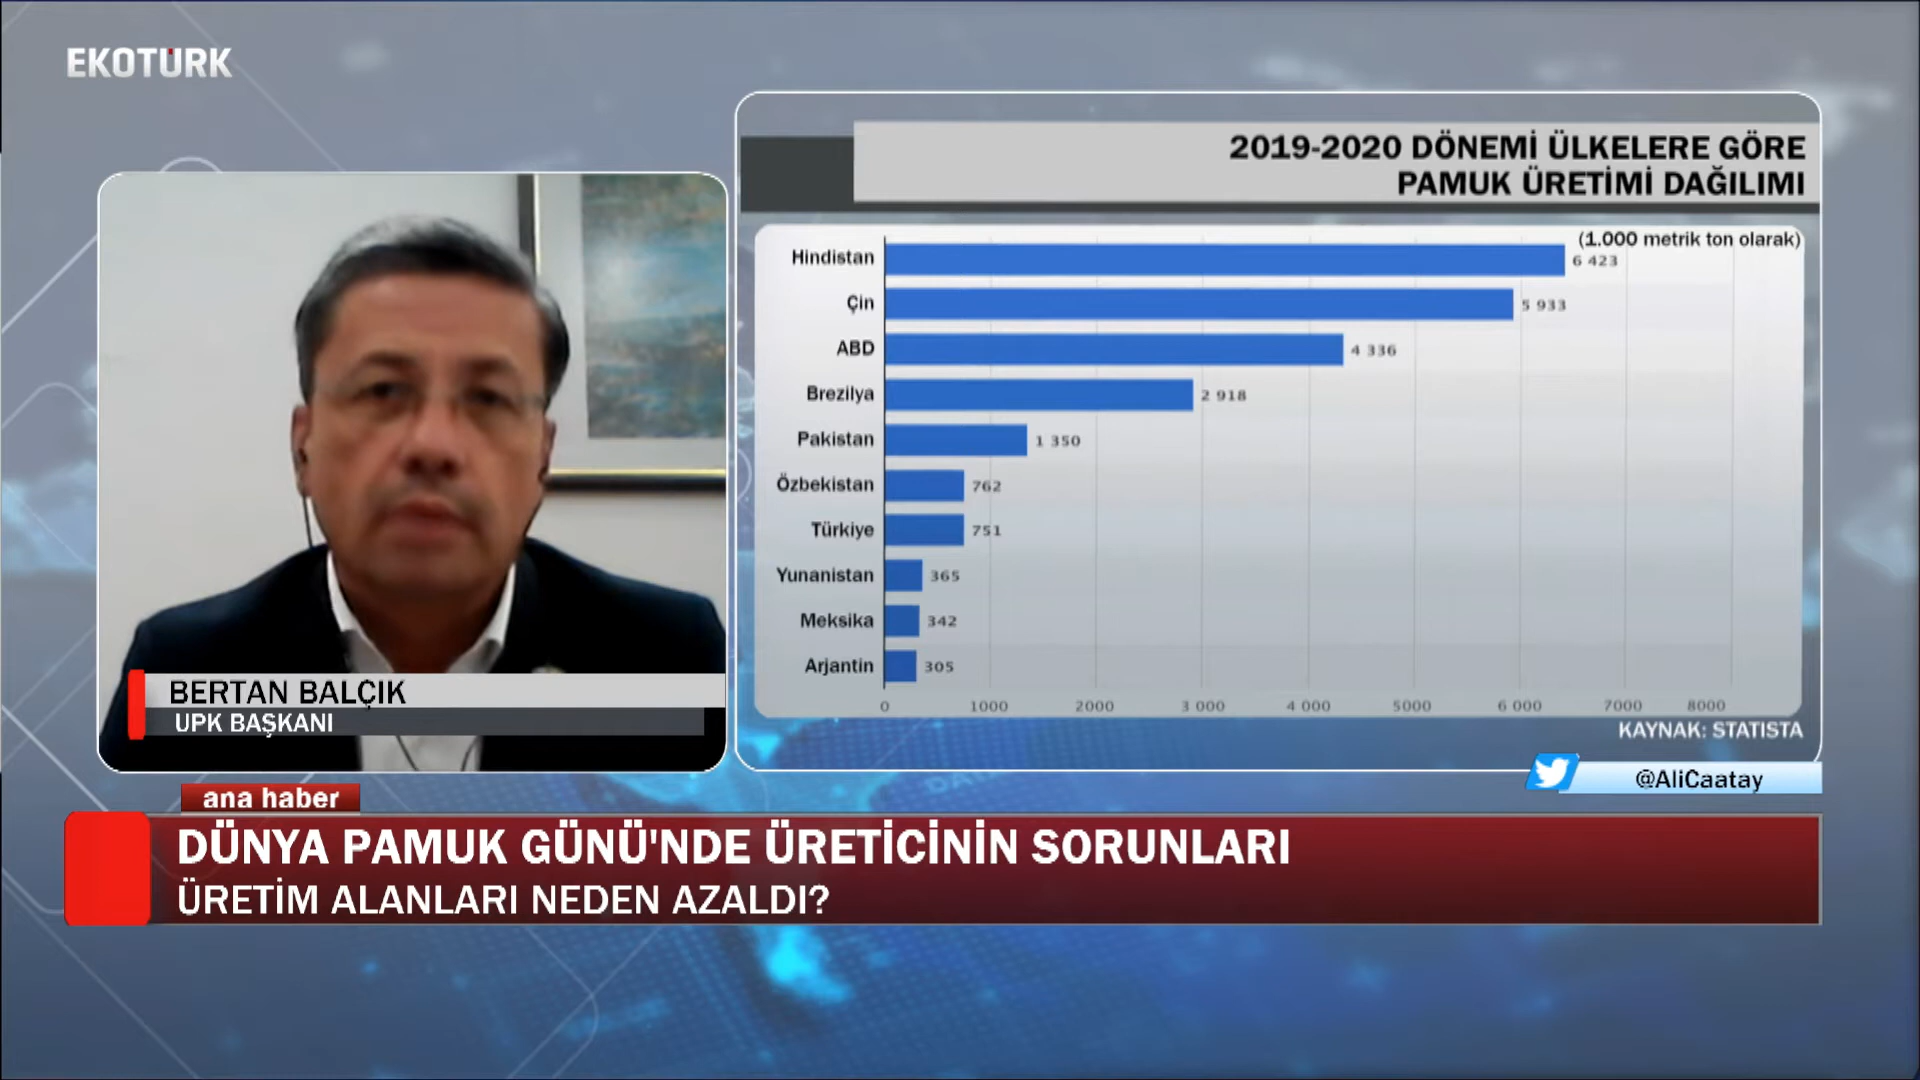 EKOTÜRK
2019-2020 DÖNEMİ ÜLKELERE GÖRE
PAMUK ÜRETİMİ DAĞILIMI
(1.000 metrik ton olarak)
Hindistan 6 423
Çin 5 933
ABD 4 336
Brezilya 2 918
Pakistan 1 350
Özbekistan 762
Türkiye 751
Yunanistan 365
Meksika 342
Arjantin 305
0 1000 2000 3 000 4 000 5000 6 000 7000 8000
KAYNAK: STATISTA
BERTAN BALÇIK
UPK BAŞKANI
@AliCaatay
ana haber
DÜNYA PAMUK GÜNÜ'NDE ÜRETİCİNİN SORUNLARI
ÜRETİM ALANLARI NEDEN AZALDI?